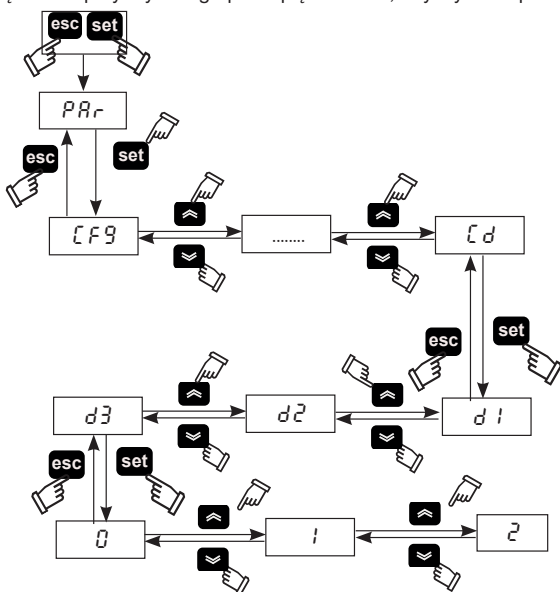 esc set
PAr
esc set
CF9 ........ Cd
esc set
d3 d2 d1
esc set
0 1 2